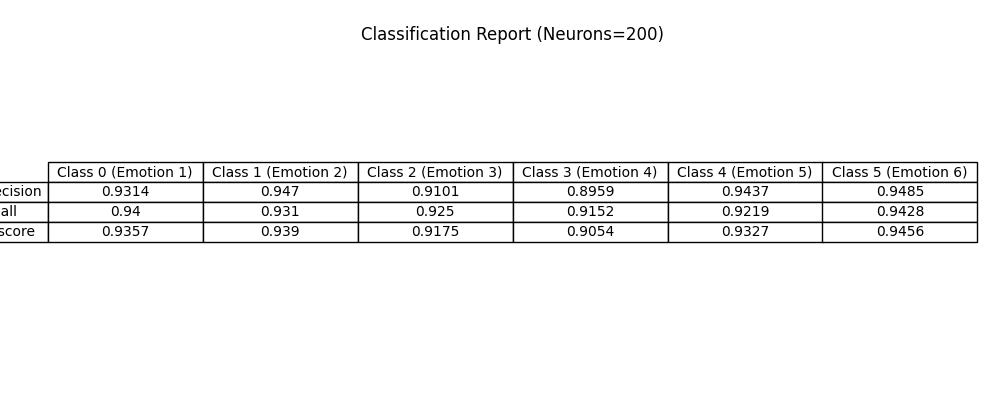 Classification Report (Neurons=200)
Class 0 (Emotion 1) Class 1 (Emotion 2) Class 2 (Emotion 3) Class 3 (Emotion 4) Class 4 (Emotion 5) Class 5 (Emotion 6)
ecision 0.9314 0.947 0.9101 0.8959 0.9437 0.9485
all 0.94 0.931 0.925 0.9152 0.9219 0.9428
score 0.9357 0.939 0.9175 0.9054 0.9327 0.9456